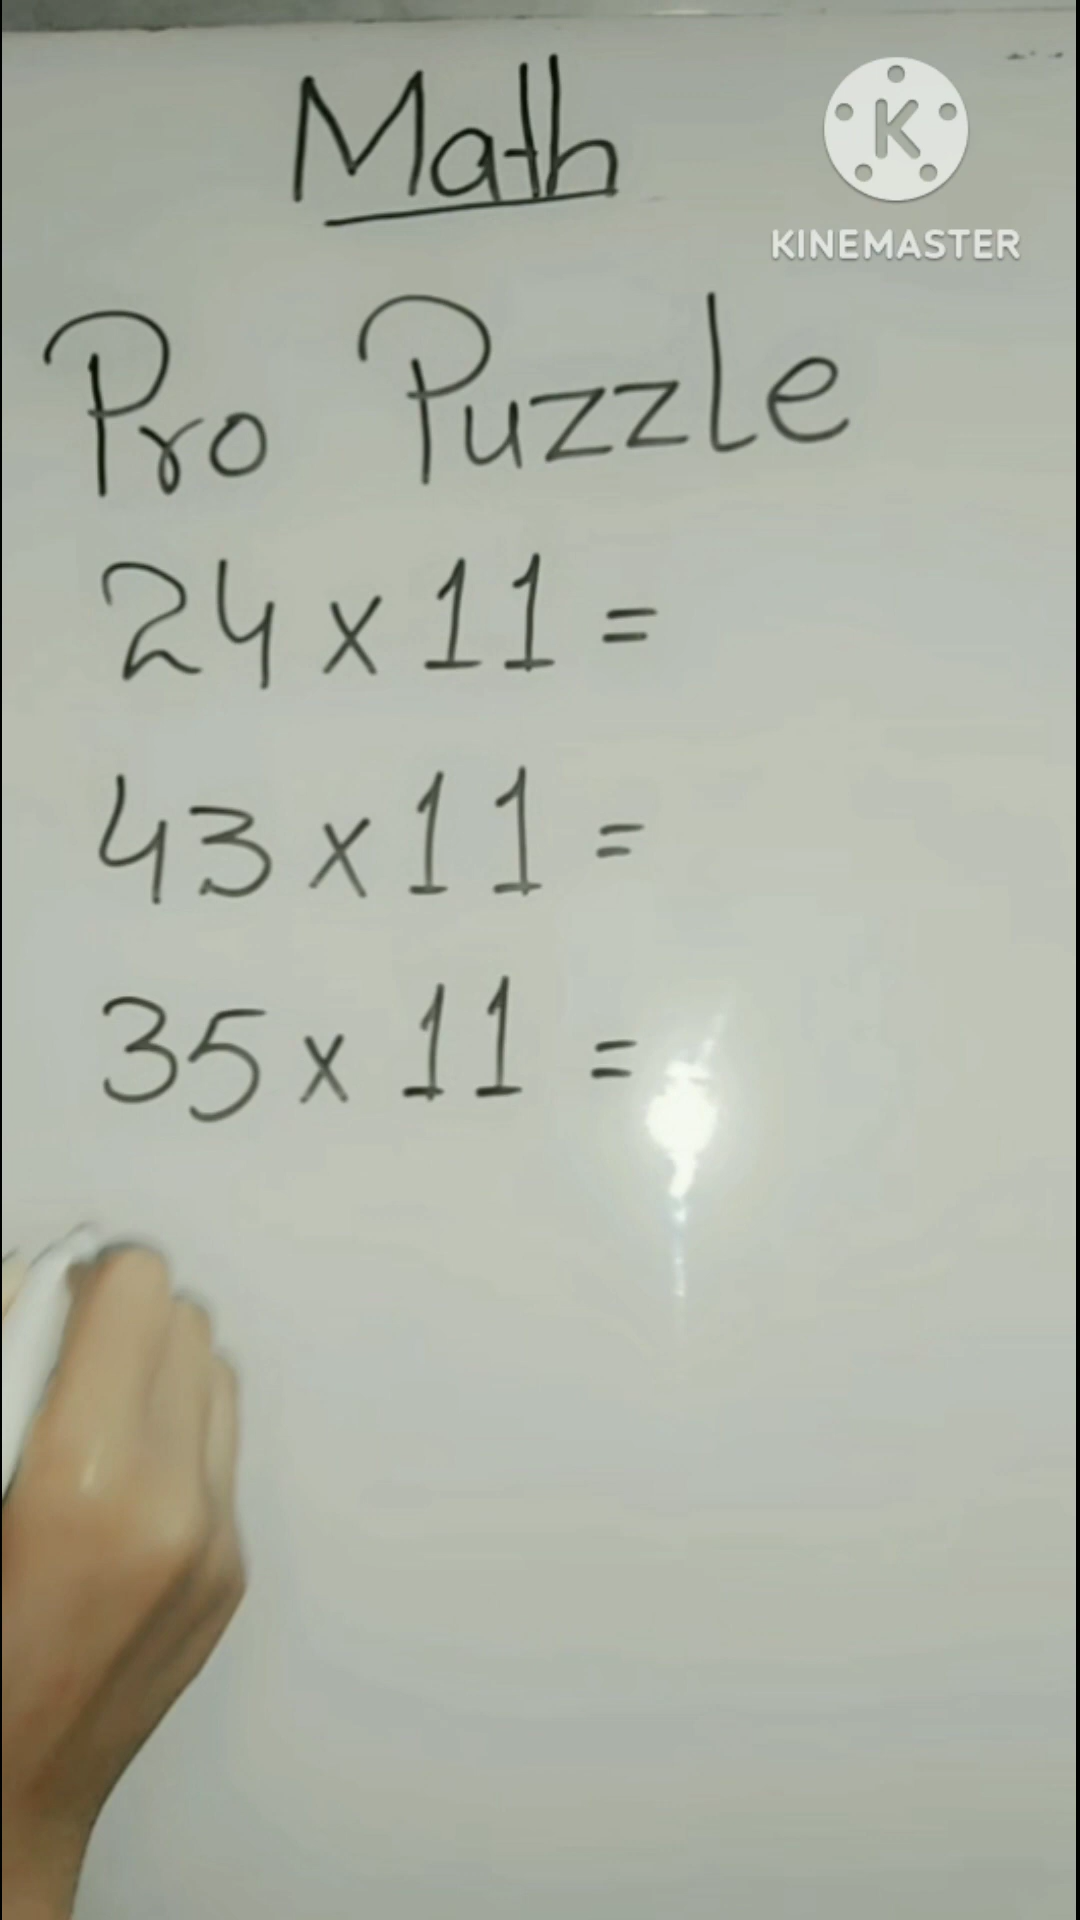 Math
K
KINEMASTER
Pro Puzzle
24 x 11 =
43 x 11 =
35 x 11 =